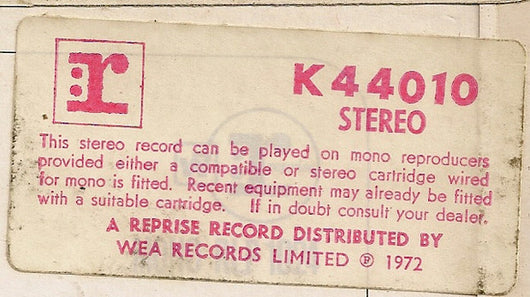 :r
K44010
STEREO
This stereo record can be played on mono reproducers
provided either a compatible or stereo cartridge wired
for mono is fitted. Recent equipment may already be fitted
with a suitable cartridge. If in doubt consult your dealer.
A REPRISE RECORD DISTRIBUTED BY
WEA RECORDS LIMITED ℗ 1972